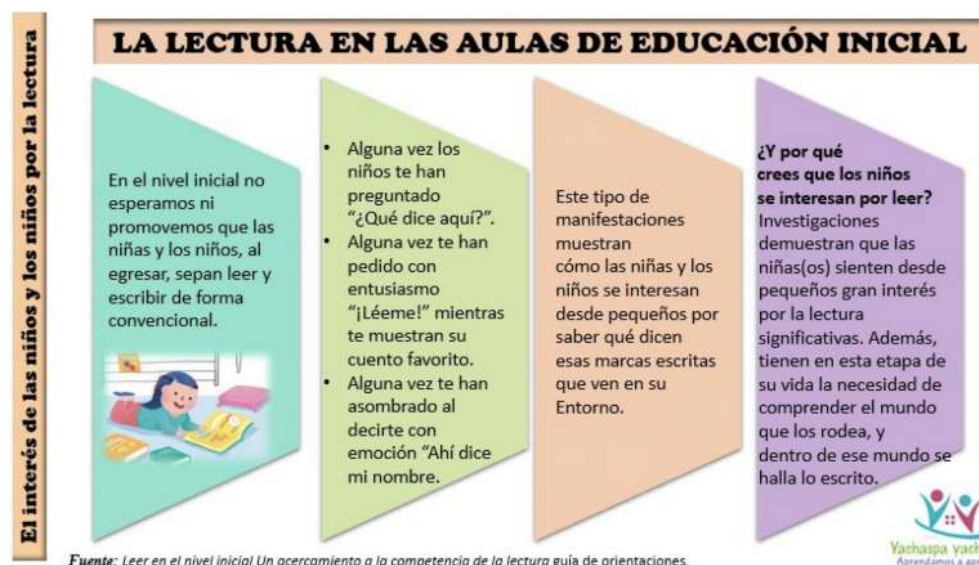 El interés de las niñas y los niños por la lectura
LA LECTURA EN LAS AULAS DE EDUCACIÓN INICIAL
En el nivel inicial no
esperamos ni
promovemos que las
niñas y los niños, al
egresar, sepan leer y
escribir de forma
convencional.
• Alguna vez los
niños te han
preguntado
“¿Qué dice aquí?”.
• Alguna vez te han
pedido con
entusiasmo
“¡Léeme!” mientras
te muestran su
cuento favorito.
• Alguna vez te han
asombrado al
decirte con
emoción “Ahí dice
mi nombre.
Este tipo de
manifestaciones
muestran
cómo las niñas y los
niños se interesan
desde pequeños por
saber qué dicen
esas marcas escritas
que ven en su
Entorno.
¿Y por qué
crees que los niños
se interesan por leer?
Investigaciones
demuestran que las
niñas(os) sienten desde
pequeños gran interés
por la lectura
significativas. Además,
tienen en esta etapa de
su vida la necesidad de
comprender el mundo
que los rodea, y
dentro de ese mundo se
halla lo escrito.
Yachaspa
Aprendamos a
Fuente: Leer en el nivel inicial Un acercamiento a la competencia de la lectura guía de orientaciones.